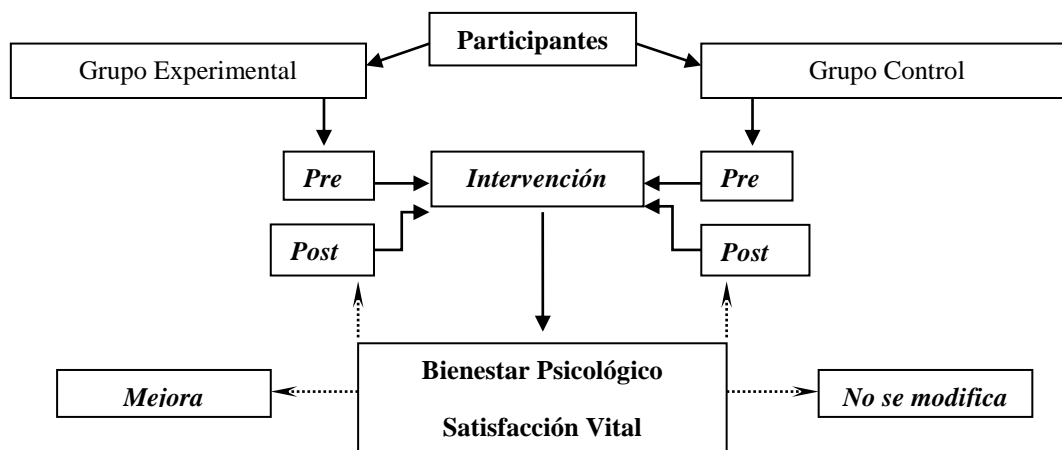 Participantes
Grupo Experimental
Grupo Control
Pre
Intervención
Pre
Post
Post
Bienestar Psicológico
Mejora
No se modifica
Satisfacción Vital